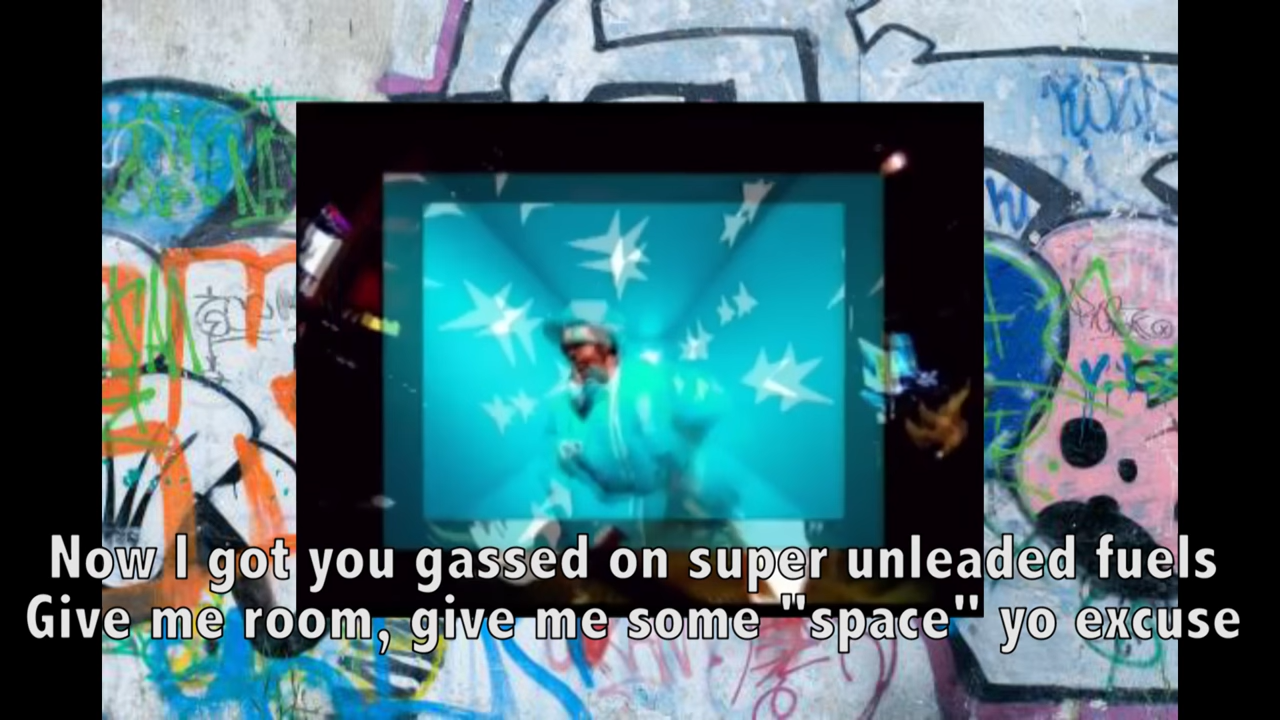 Now I got you gassed on super unleaded fuels
Give me room, give me some "space" yo excuse